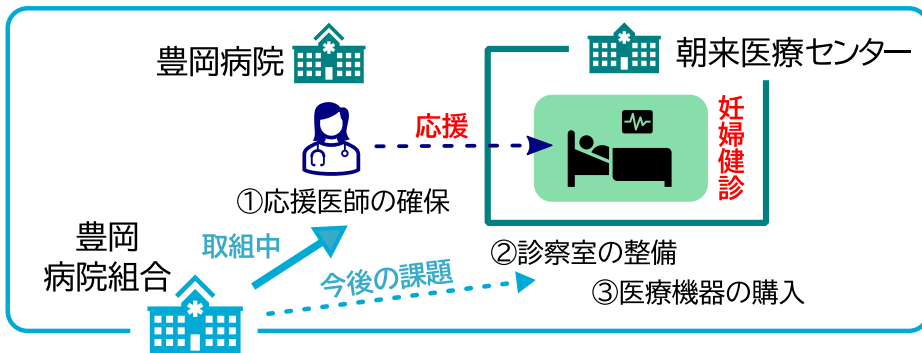 豊岡病院
朝来医療センター
応援
妊婦健診
①応援医師の確保
豊岡
病院組合
取組中
今後の課題
②診察室の整備
③医療機器の購入